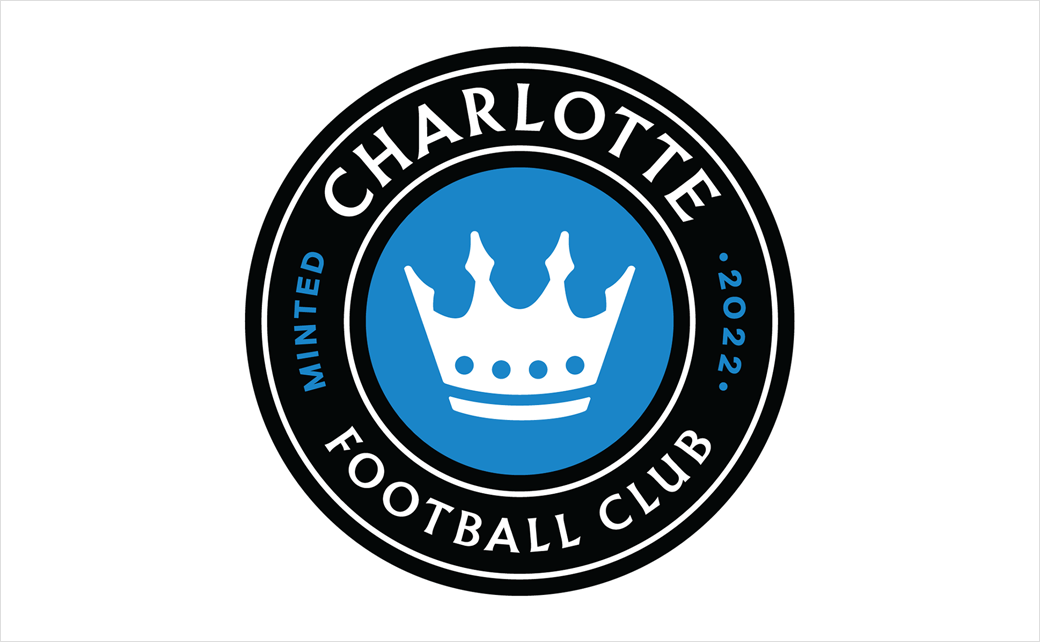 CHARLOTTE
MINTED
·2022·
FOOTBALL CLUB